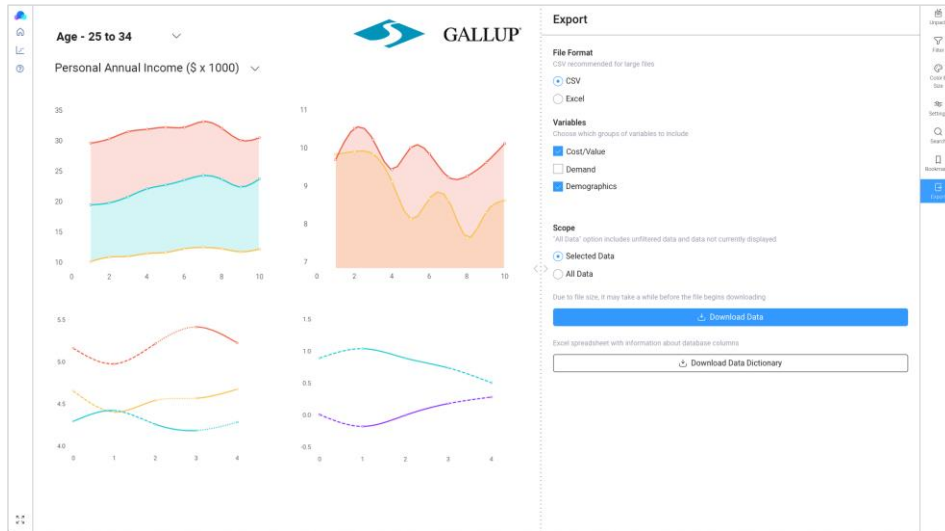 Age - 25 to 34
GALLUP®
Personal Annual Income ($ x 1000)
35
30
25
20
15
10
0 2 4 6 8 10
11
10
9
8
7
0 2 4 6 8 10
5.5
5.0
4.5
4.0
0 1 2 3 4
1.5
1.0
0.5
0.0
-0.5
0 1 2 3 4
Export
File Format
CSV recommended for large files
CSV
Excel
Variables
Choose which groups of variables to include
Cost/Value
Demand
Demographics
Scope
"All Data" option includes unfiltered data and data not currently displayed
Selected Data
All Data
Due to file size, it may take a while before the file begins downloading
Download Data
Excel spreadsheet with information about database columns
Download Data Dictionary
Filter
Size
Setting
Search
Bookmar
Export